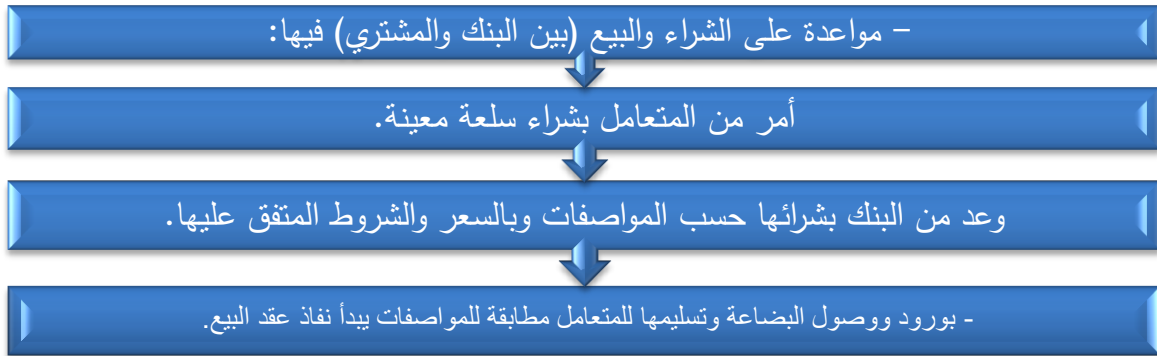 – مواعدة على الشراء والبيع (بين البنك والمشتري) فيها:
أمر من المتعامل بشراء سلعة معينة.
وعد من البنك بشرائها حسب المواصفات وبالسعر والشروط المتفق عليها.
- بورود ووصول البضاعة وتسليمها للمتعامل مطابقة للمواصفات يبدأ نفاذ عقد البيع.